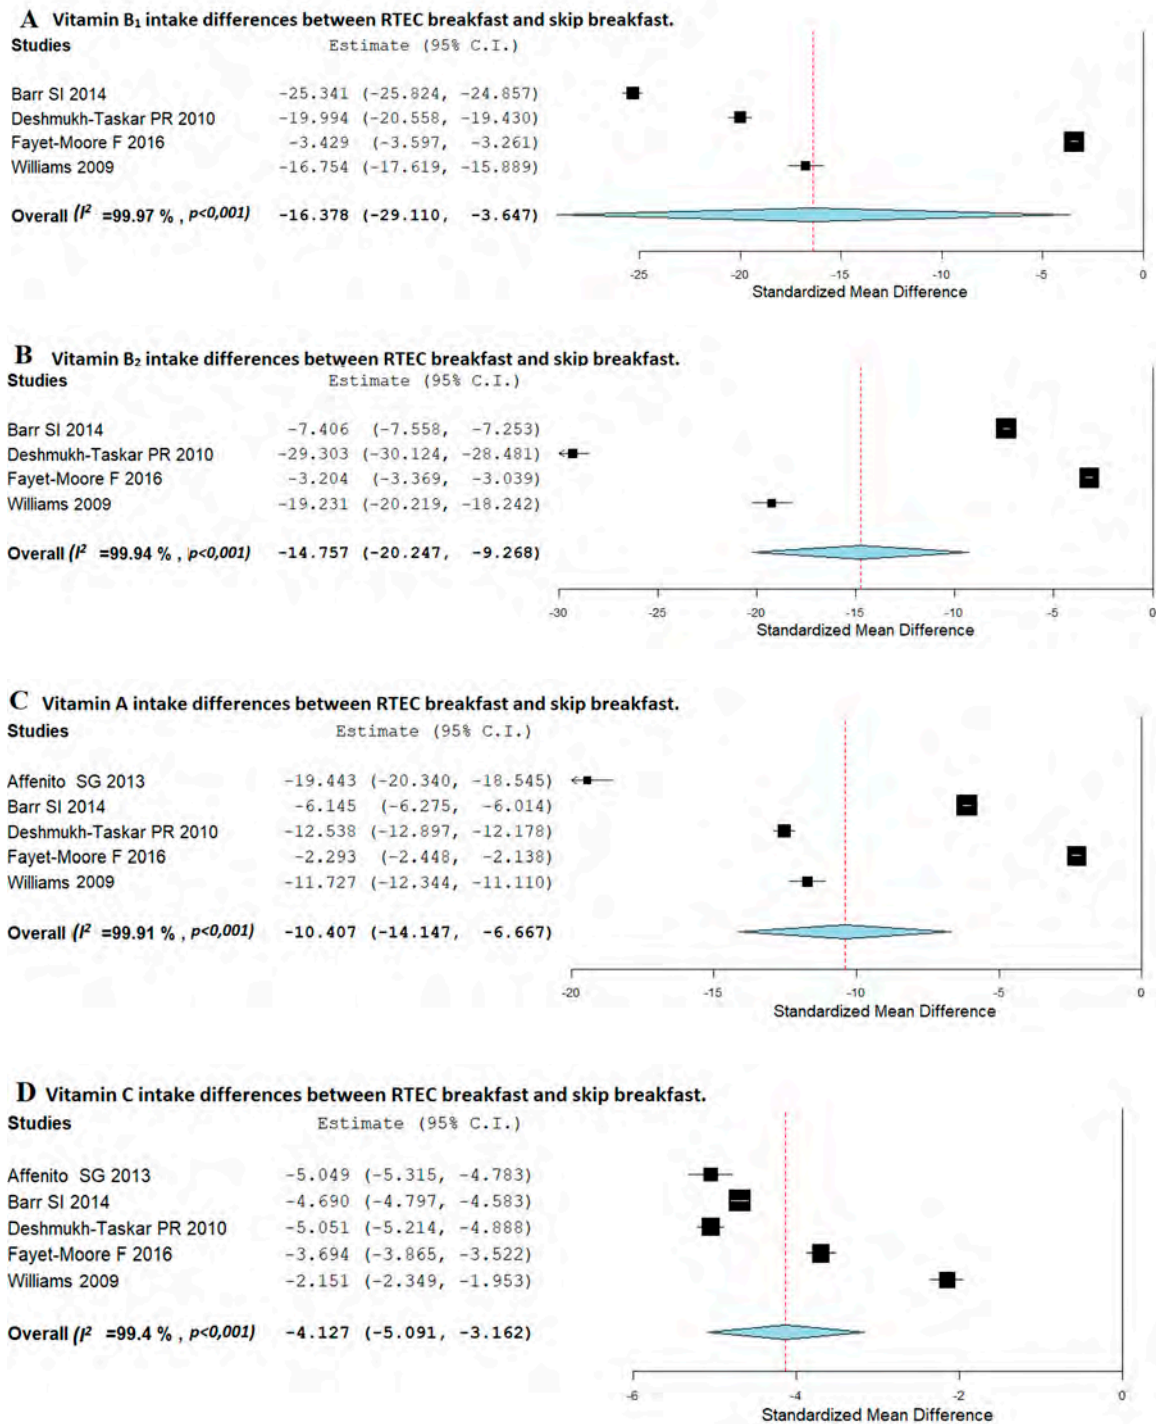 A Vitamin B₁ intake differences between RTEC breakfast and skip breakfast.
Studies Estimate (95% C.I.)
Barr SI 2014 -25.341 (-25.824, -24.857)
Deshmukh-Taskar PR 2010 -19.994 (-20.558, -19.430)
Fayet-Moore F 2016 -3.429 (-3.597, -3.261)
Williams 2009 -16.754 (-17.619, -15.889)
Overall (I² =99.97 % , p<0,001) -16.378 (-29.110, -3.647)
-25 -20 -15 -10 -5 0
Standardized Mean Difference
B Vitamin B₂ intake differences between RTEC breakfast and skip breakfast.
Studies Estimate (95% C.I.)
Barr SI 2014 -7.406 (-7.558, -7.253)
Deshmukh-Taskar PR 2010 -29.303 (-30.124, -28.481)
Fayet-Moore F 2016 -3.204 (-3.369, -3.039)
Williams 2009 -19.231 (-20.219, -18.242)
Overall (I² =99.94 % , p<0,001) -14.757 (-20.247, -9.268)
-30 -25 -20 -15 -10 -5 0
Standardized Mean Difference
C Vitamin A intake differences between RTEC breakfast and skip breakfast.
Studies Estimate (95% C.I.)
Affenito SG 2013 -19.443 (-20.340, -18.545)
Barr SI 2014 -6.145 (-6.275, -6.014)
Deshmukh-Taskar PR 2010 -12.538 (-12.897, -12.178)
Fayet-Moore F 2016 -2.293 (-2.448, -2.138)
Williams 2009 -11.727 (-12.344, -11.110)
Overall (I² =99.91 % , p<0,001) -10.407 (-14.147, -6.667)
-20 -15 -10 -5 0
Standardized Mean Difference
D Vitamin C intake differences between RTEC breakfast and skip breakfast.
Studies Estimate (95% C.I.)
Affenito SG 2013 -5.049 (-5.315, -4.783)
Barr SI 2014 -4.690 (-4.797, -4.583)
Deshmukh-Taskar PR 2010 -5.051 (-5.214, -4.888)
Fayet-Moore F 2016 -3.694 (-3.865, -3.522)
Williams 2009 -2.151 (-2.349, -1.953)
Overall (I² =99.4 % , p<0,001) -4.127 (-5.091, -3.162)
-6 -4 -2 0
Standardized Mean Difference